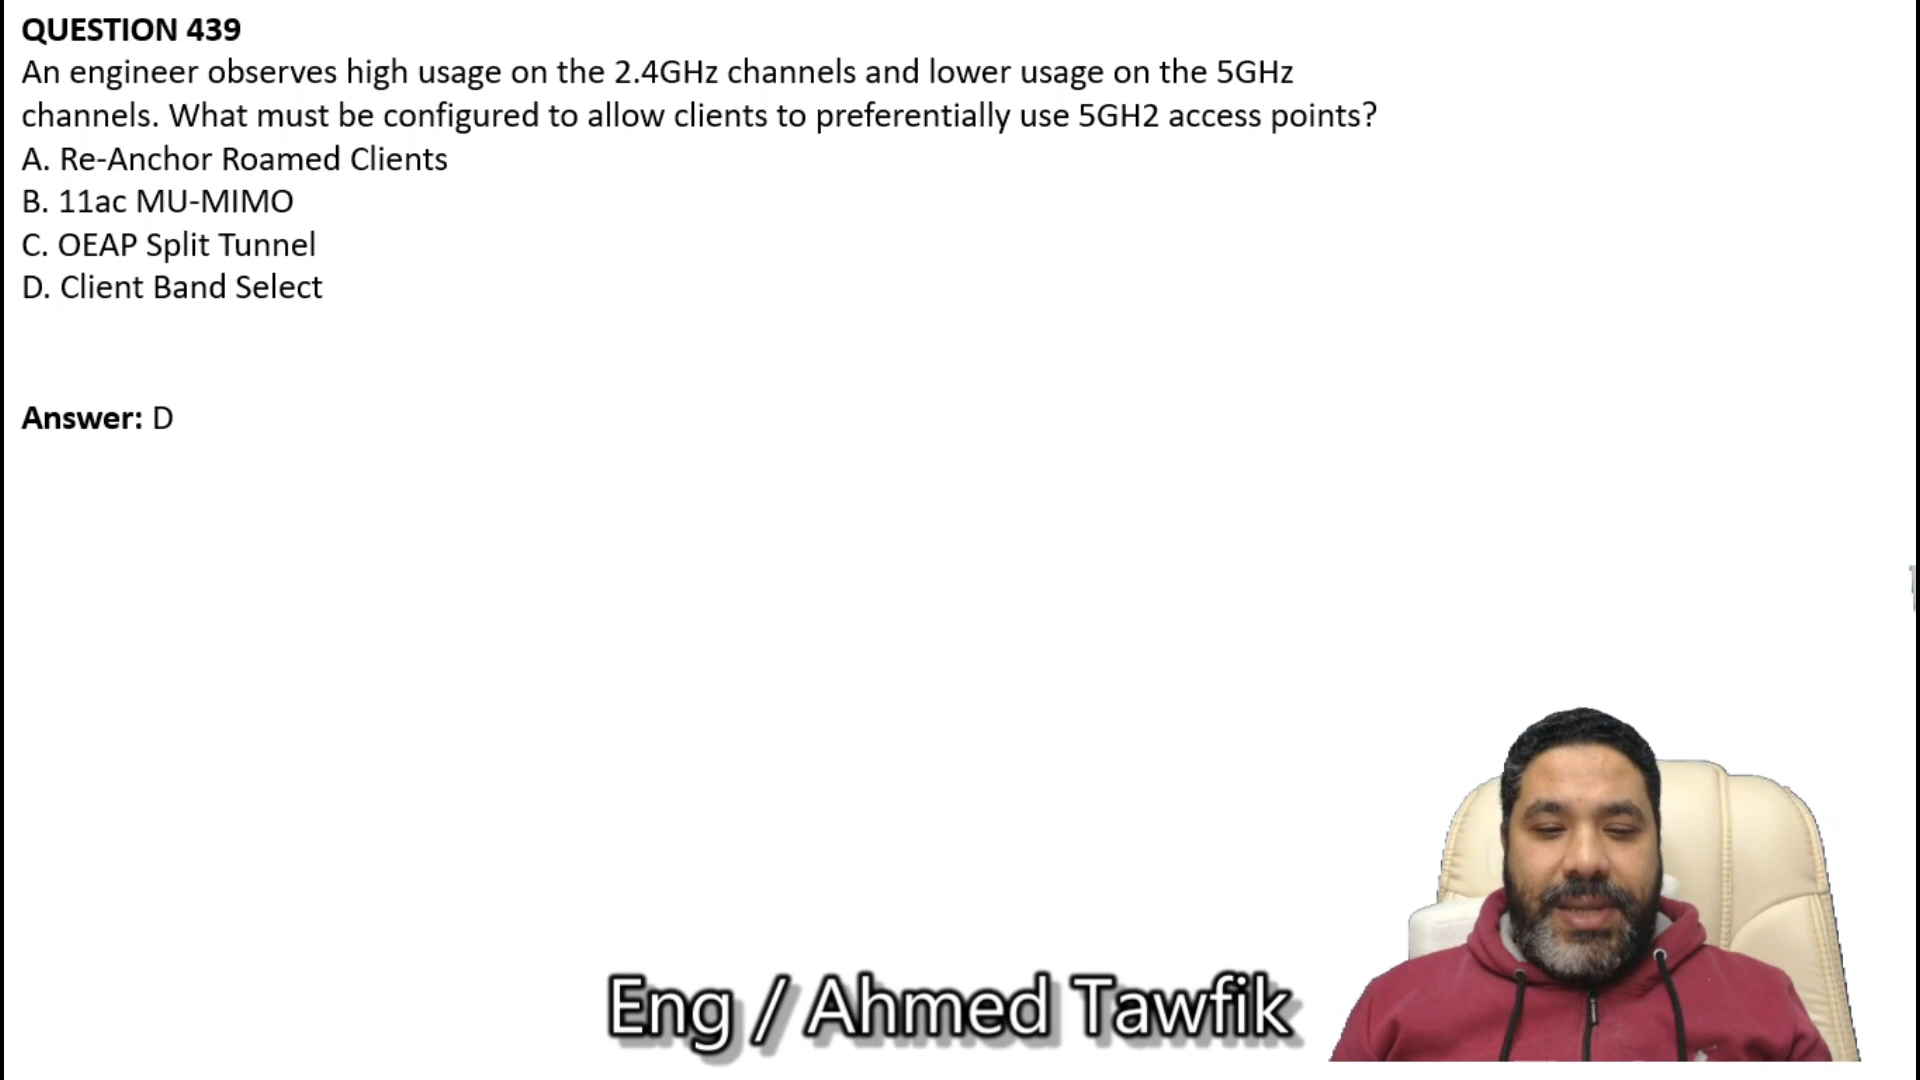 QUESTION 439
An engineer observes high usage on the 2.4GHz channels and lower usage on the 5GHz
channels. What must be configured to allow clients to preferentially use 5GH2 access points?
A. Re-Anchor Roamed Clients
B. 11ac MU-MIMO
C. OEAP Split Tunnel
D. Client Band Select
Answer: D
Eng / Ahmed Tawfik